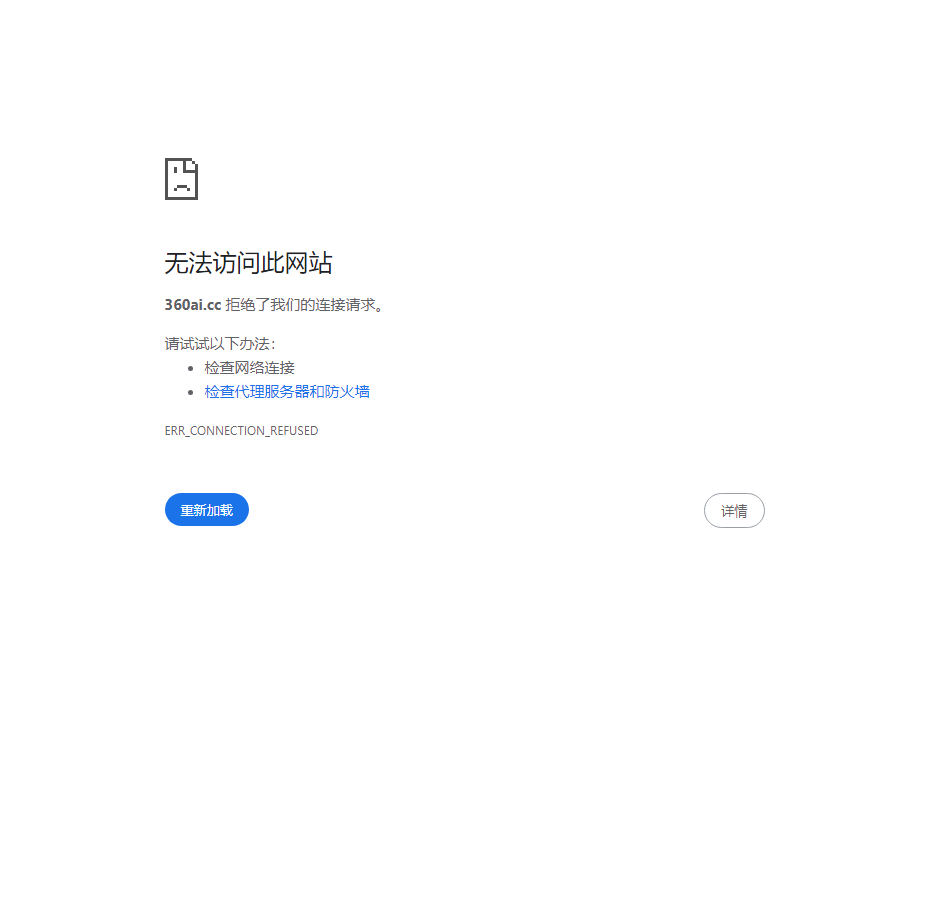 无法访问此网站
360ai.cc 拒绝了我们的连接请求。
请试试以下办法：
检查网络连接
检查代理服务器和防火墙
ERR_CONNECTION_REFUSED
重新加载
详情